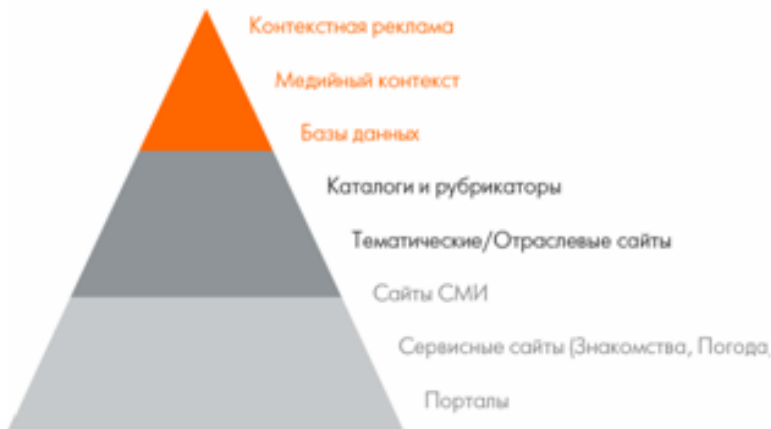 Контекстная реклама
Медийный контекст
Базы данных
Каталоги и рубрикаторы
Тематические/Отраслевые сайты
Сайты СМИ
Сервисные сайты (Знакомства, Погода,
Порталы